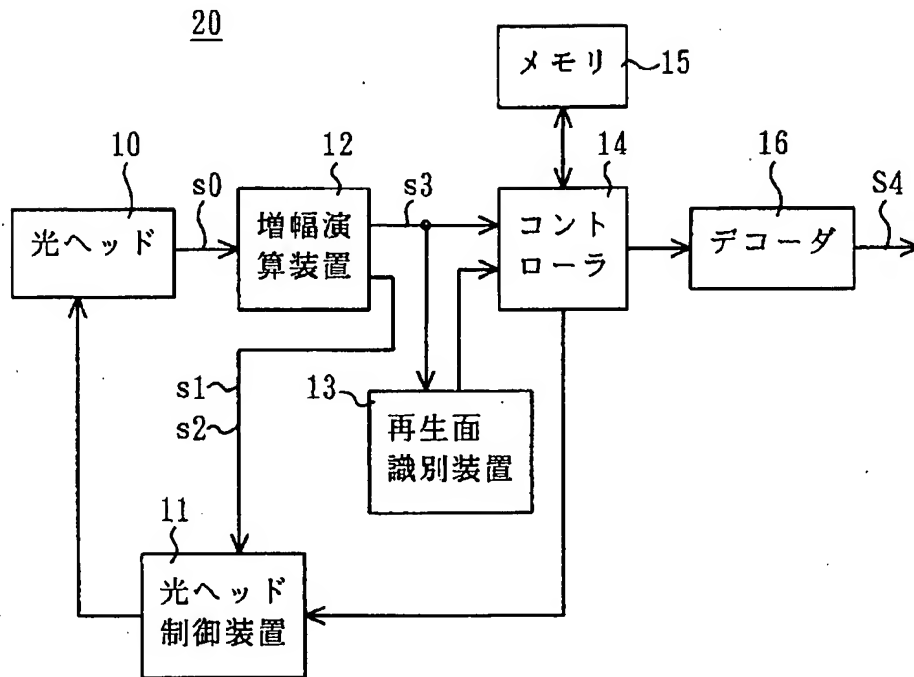 20
メモリ
15
10
12
14
16
s0
s3
S4
光ヘッド
増幅演
算装置
コント
ローラ
デコーダ
s1
s2
13
再生面
識別装置
11
光ヘッド
制御装置